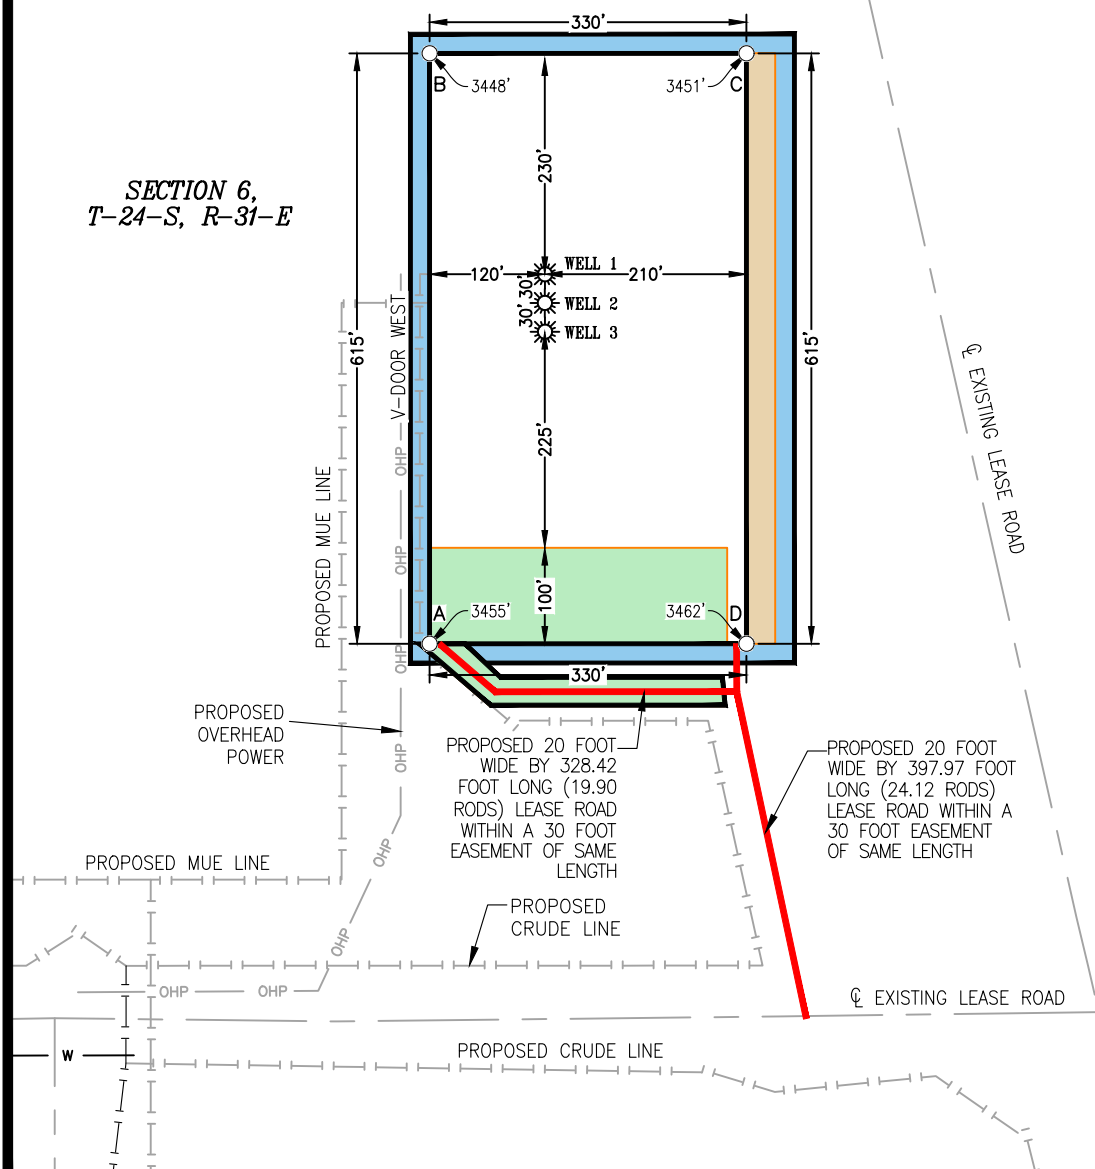 330'
B
3448'
3451'
C
230'
SECTION 6,
T-24-S, R-31-E
WELL 1
120'
210'
30'
30'
WELL 2
WELL 3
615'
615'
V-DOOR WEST
℄ EXISTING LEASE ROAD
225'
OHP
PROPOSED MUE LINE
OHP
100'
A
3455'
3462'
D
OHP
330'
PROPOSED
OVERHEAD
POWER
OHP
PROPOSED 20 FOOT
WIDE BY 328.42
FOOT LONG (19.90
RODS) LEASE ROAD
WITHIN A 30 FOOT
EASEMENT OF SAME
LENGTH
PROPOSED 20 FOOT
WIDE BY 397.97 FOOT
LONG (24.12 RODS)
LEASE ROAD WITHIN A
30 FOOT EASEMENT
OF SAME LENGTH
OHP
PROPOSED MUE LINE
PROPOSED
CRUDE LINE
OHP
OHP
OHP
℄ EXISTING LEASE ROAD
W
PROPOSED CRUDE LINE